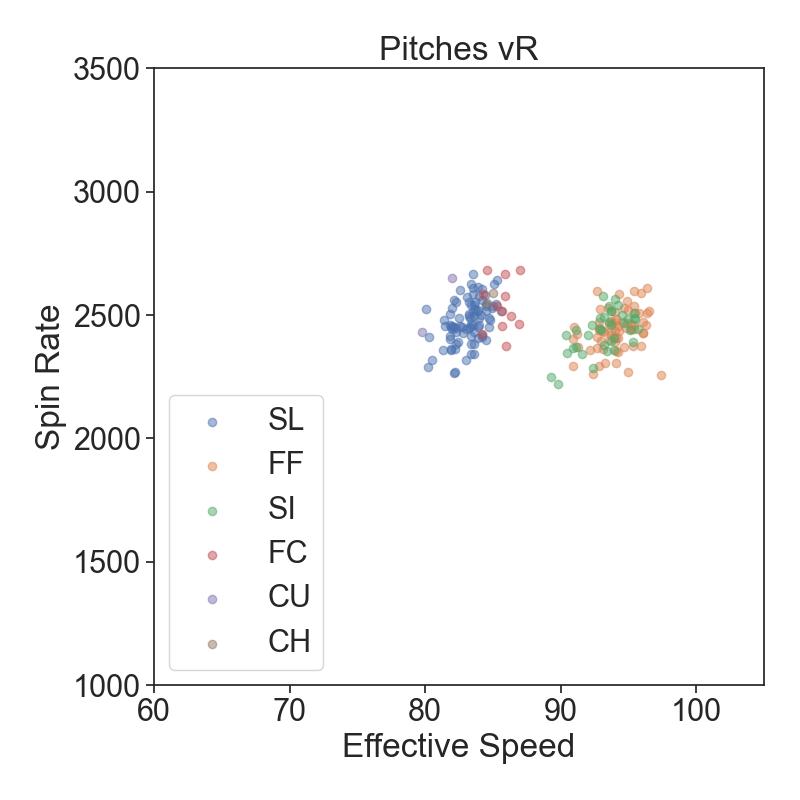 Pitches vR
3500
3000
2500
2000
1500
1000
Spin Rate
SL
FF
SI
FC
CU
CH
60 70 80 90 100
Effective Speed